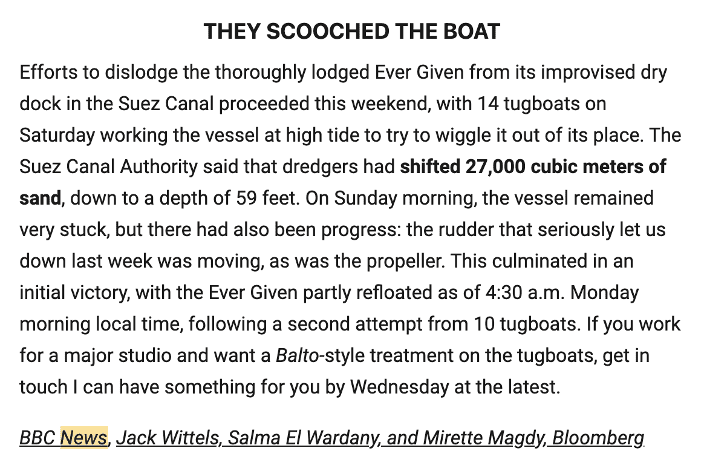 THEY SCOOCHED THE BOAT
Efforts to dislodge the thoroughly lodged Ever Given from its improvised dry
dock in the Suez Canal proceeded this weekend, with 14 tugboats on
Saturday working the vessel at high tide to try to wiggle it out of its place. The
Suez Canal Authority said that dredgers had shifted 27,000 cubic meters of
sand, down to a depth of 59 feet. On Sunday morning, the vessel remained
very stuck, but there had also been progress: the rudder that seriously let us
down last week was moving, as was the propeller. This culminated in an
initial victory, with the Ever Given partly refloated as of 4:30 a.m. Monday
morning local time, following a second attempt from 10 tugboats. If you work
for a major studio and want a Balto-style treatment on the tugboats, get in
touch I can have something for you by Wednesday at the latest.
BBC News, Jack Wittels, Salma El Wardany, and Mirette Magdy, Bloomberg